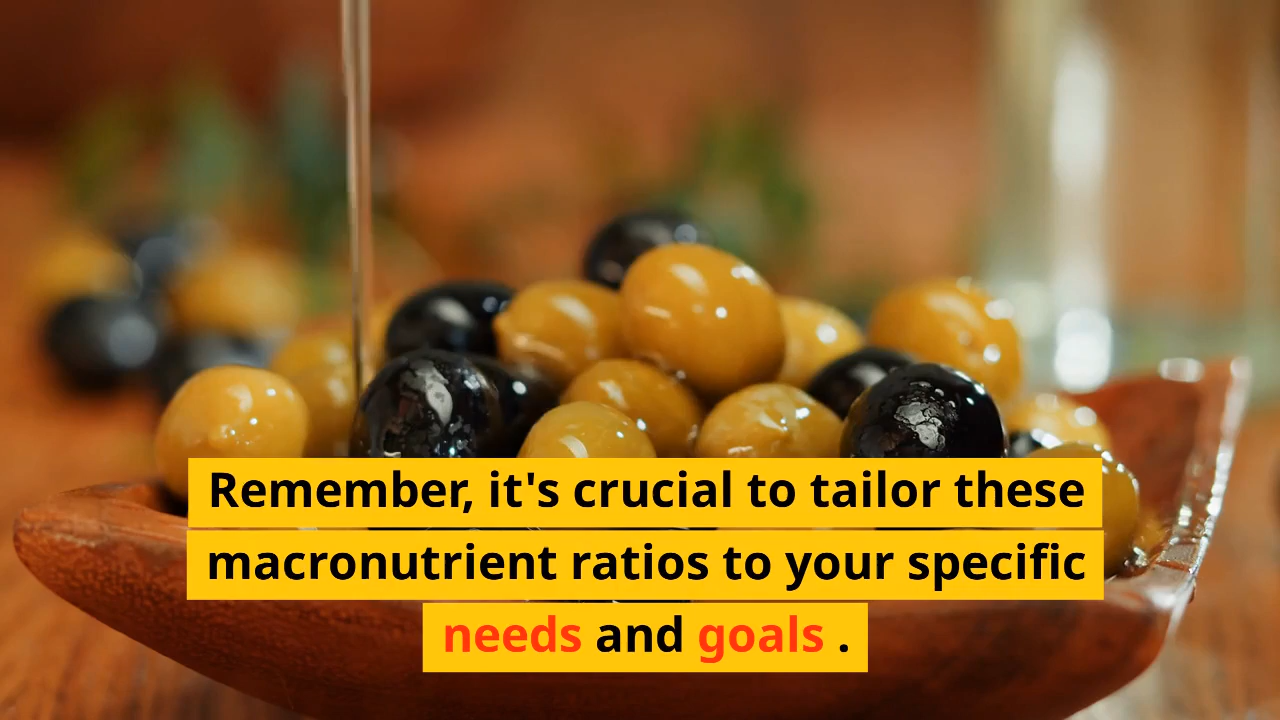 Remember, it's crucial to tailor these
macronutrient ratios to your specific
needs and goals .